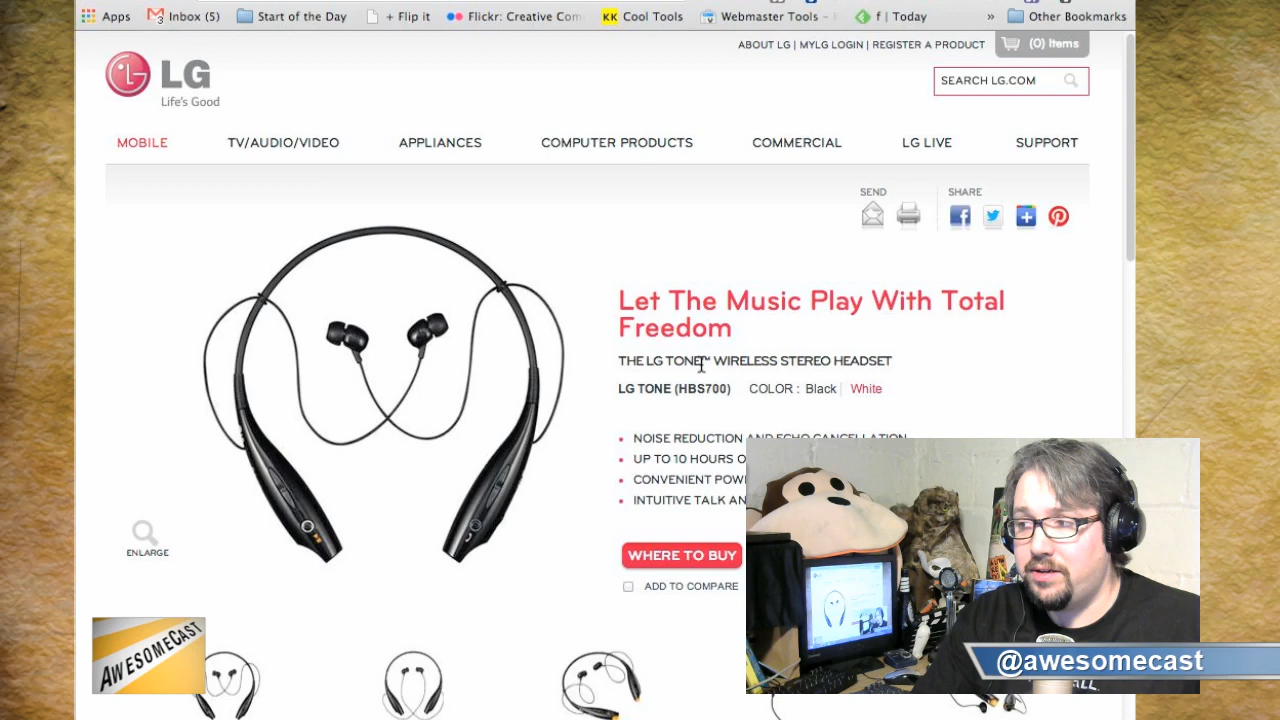 Apps
Inbox (5)
Start of the Day
+ Flip it
Flickr: Creative Com
KK Cool Tools
Webmaster Tools -
f | Today
»
Other Bookmarks
ABOUT LG | MYLG LOGIN | REGISTER A PRODUCT
(0) Items
LG
Life's Good
SEARCH LG.COM
MOBILE
TV/AUDIO/VIDEO
APPLIANCES
COMPUTER PRODUCTS
COMMERCIAL
LG LIVE
SUPPORT
SEND
SHARE
Let The Music Play With Total
Freedom
THE LG TONE™ WIRELESS STEREO HEADSET
LG TONE (HBS700) COLOR : Black | White
NOISE REDUCTION AND ECHO CANCELLATION
UP TO 10 HOURS O
CONVENIENT POW
INTUITIVE TALK AN
ENLARGE
WHERE TO BUY
ADD TO COMPARE
AWESOMECAST
@awesomecast